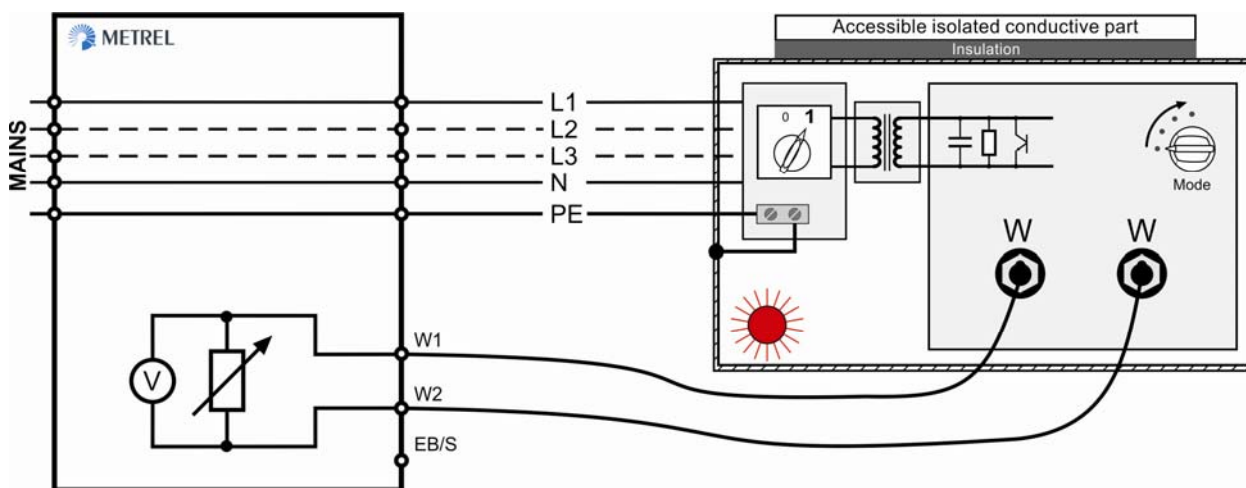 METREL
Accessible isolated conductive part
Insulation
MAINS
L1
L2
L3
N
PE
0 1
Mode
W W
V
W1
W2
EB/S